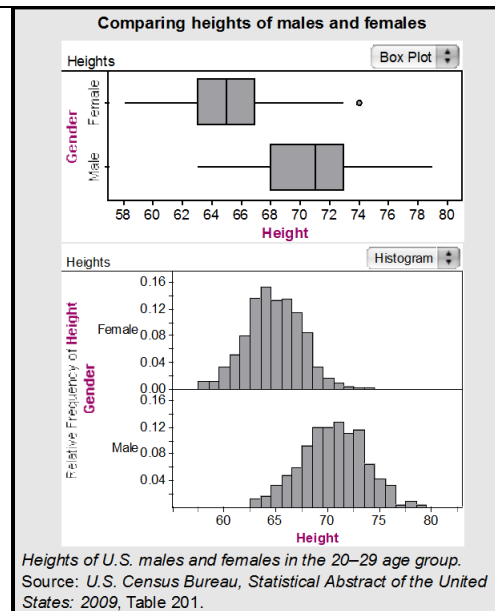 Comparing heights of males and females
Heights
Box Plot
Gender
Female
Male
58 60 62 64 66 68 70 72 74 76 78 80
Height
Heights
Histogram
Relative Frequency of Height
Gender
0.16
0.12
Female 0.08
0.04
0.00
0.16
0.12
Male 0.08
0.04
60 65 70 75 80
Height
Heights of U.S. males and females in the 20–29 age group.
Source: U.S. Census Bureau, Statistical Abstract of the United
States: 2009, Table 201.